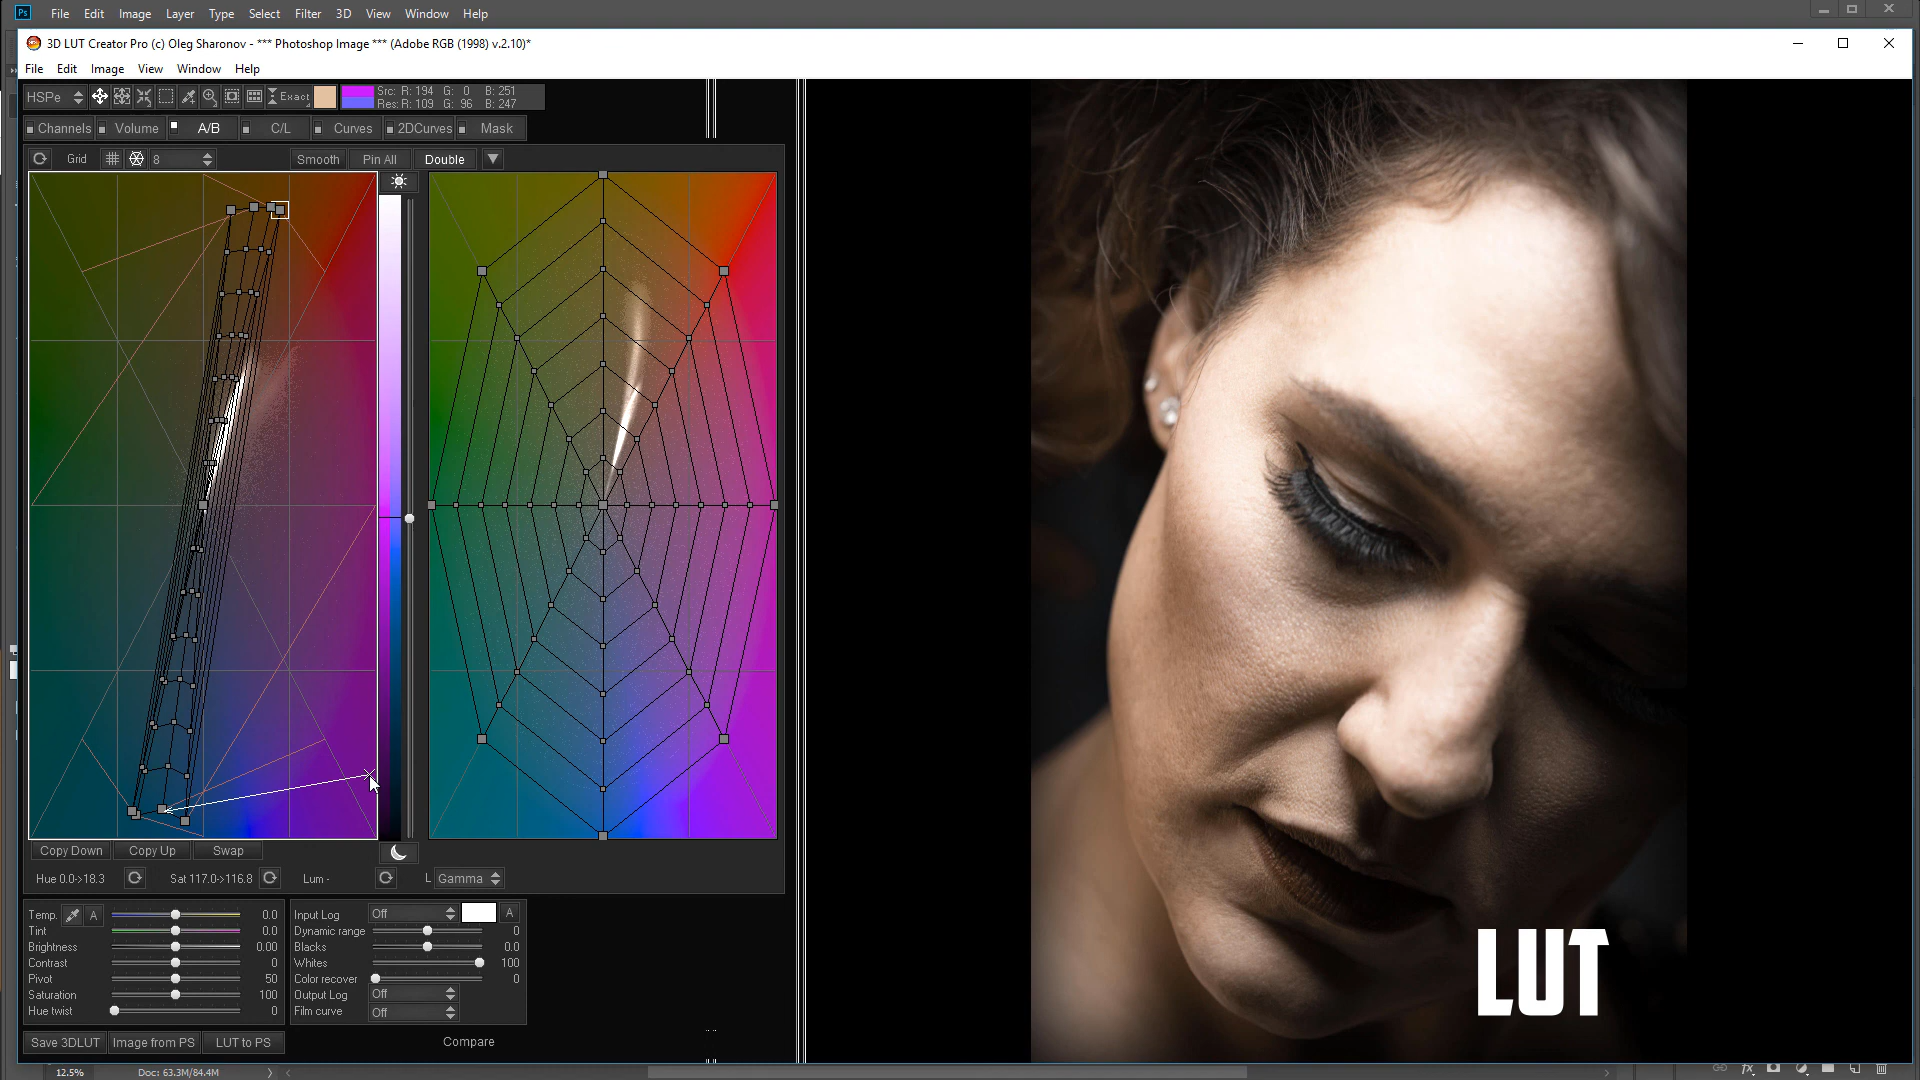 Ps File Edit Image Layer Type Select Filter 3D View Window Help
3D LUT Creator Pro (c) Oleg Sharonov - *** Photoshop Image *** (Adobe RGB (1998) v.2.10)*
File Edit Image View Window Help
HSPe Exact Src: R: 194 G: 0 B: 251
Res: R: 109 G: 96 B: 247
Channels Volume A/B C/L Curves 2DCurves Mask
Grid 8 Smooth Pin All Double
Copy Down Copy Up Swap
Hue 0.0->18.3 Sat 117.0->116.8 Lum - L Gamma
Temp. A 0.0 Input Log Off A
Tint 0.0 Dynamic range 0
Brightness 0.00 Blacks 0.0
Contrast 0 Whites 100
Pivot 50 Color recover 0
Saturation 100 Output Log Off
Hue twist 0 Film curve Off
LUT
Save 3DLUT Image from PS LUT to PS Compare
12.5% Doc: 63.3M/84.4M fx